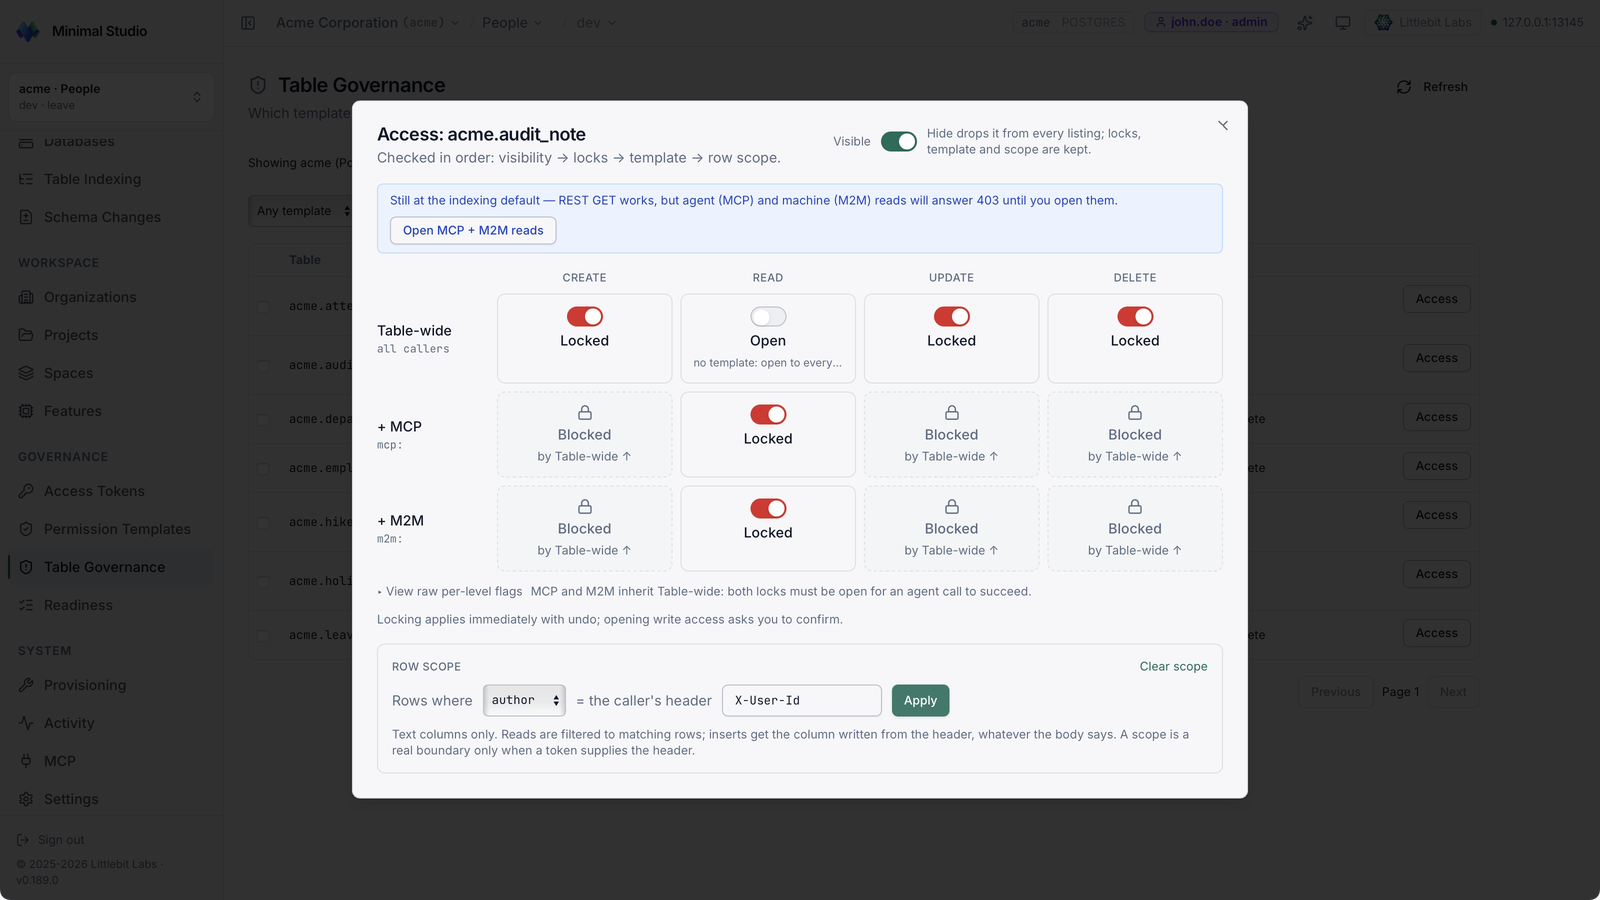 Minimal Studio
Acme Corporation (acme)
/ People
/ dev
acme · POSTGRES
john.doe · admin
Littlebit Labs
127.0.0.1:13145
acme · People
dev · leave
Databases
Table Indexing
Schema Changes
WORKSPACE
Organizations
Projects
Spaces
Features
GOVERNANCE
Access Tokens
Permission Templates
Table Governance
Readiness
SYSTEM
Provisioning
Activity
MCP
Settings
Sign out
© 2025-2026 Littlebit Labs ·
v0.189.0
Table Governance
Refresh
Which template
Showing acme (Po
Any template
Table
acme.atte
Access
acme.audi
Access
acme.depa
ete
Access
acme.empl
ete
Access
acme.hike
Access
acme.holi
Access
acme.leav
ete
Access
Previous
Page 1
Next
Access: acme.audit_note
Checked in order: visibility → locks → template → row scope.
Visible
Hide drops it from every listing; locks,
template and scope are kept.
Still at the indexing default — REST GET works, but agent (MCP) and machine (M2M) reads will answer 403 until you open them.
Open MCP + M2M reads
CREATE
READ
UPDATE
DELETE
Table-wide
all callers
Locked
Open
no template: open to every...
Locked
Locked
+ MCP
mcp:
Blocked
by Table-wide ↑
Locked
Blocked
by Table-wide ↑
Blocked
by Table-wide ↑
+ M2M
m2m:
Blocked
by Table-wide ↑
Locked
Blocked
by Table-wide ↑
Blocked
by Table-wide ↑
View raw per-level flags MCP and M2M inherit Table-wide: both locks must be open for an agent call to succeed.
Locking applies immediately with undo; opening write access asks you to confirm.
ROW SCOPE
Clear scope
Rows where author = the caller's header X-User-Id Apply
Text columns only. Reads are filtered to matching rows; inserts get the column written from the header, whatever the body says. A scope is a
real boundary only when a token supplies the header.